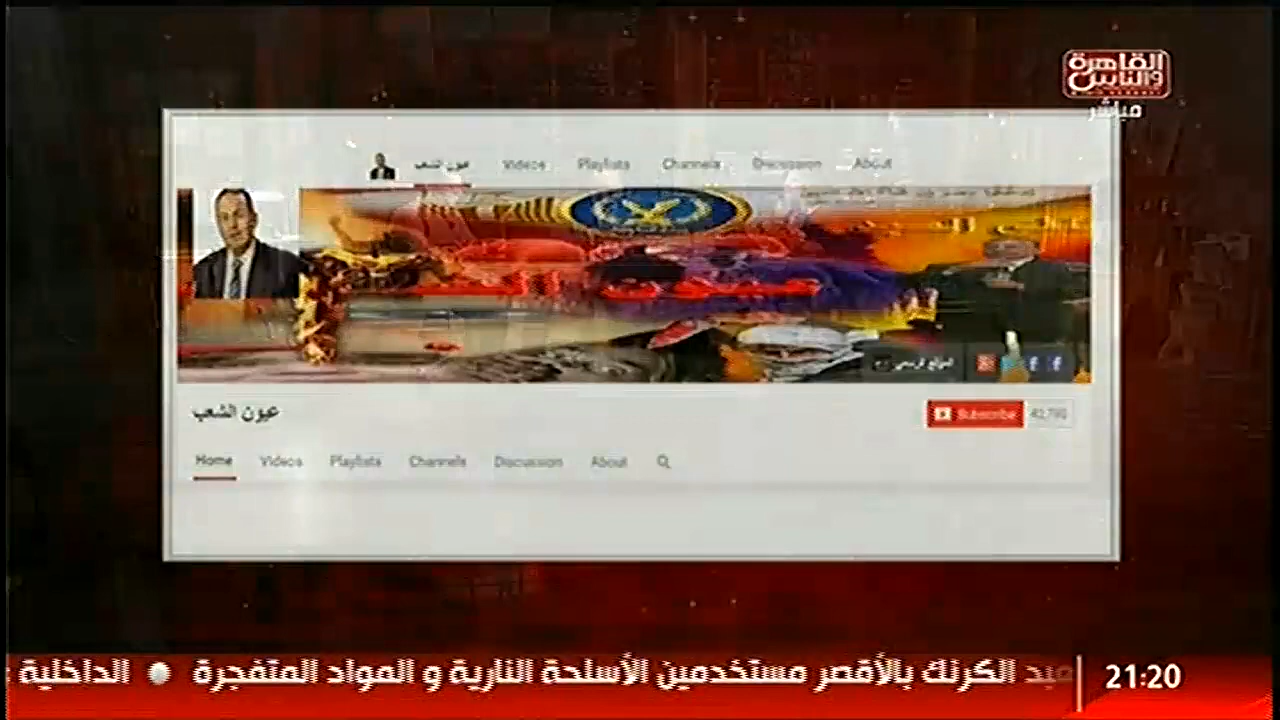 القاهرة
والناس
مباشر
عيون الشعب Videos Playlists Channels Discussion About
عيون الشعب
Subscribe
Home Videos Playlists Channels Discussion About
الكرنك بالأقصر مستخدمين الأسلحة النارية و المواد المتفجرة ● الداخلية
21:20